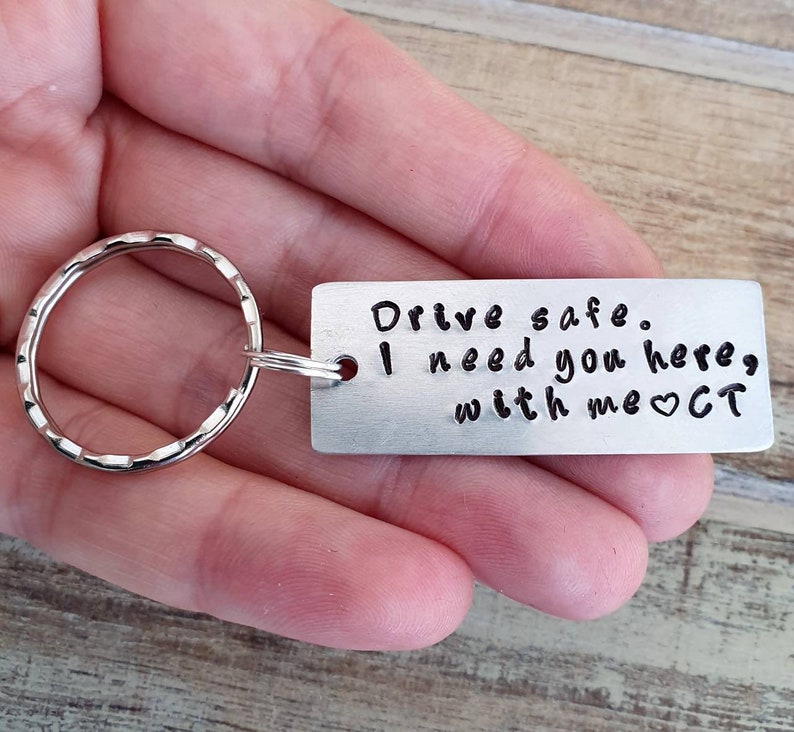 Drive safe.
I need you here,
with me♡CT